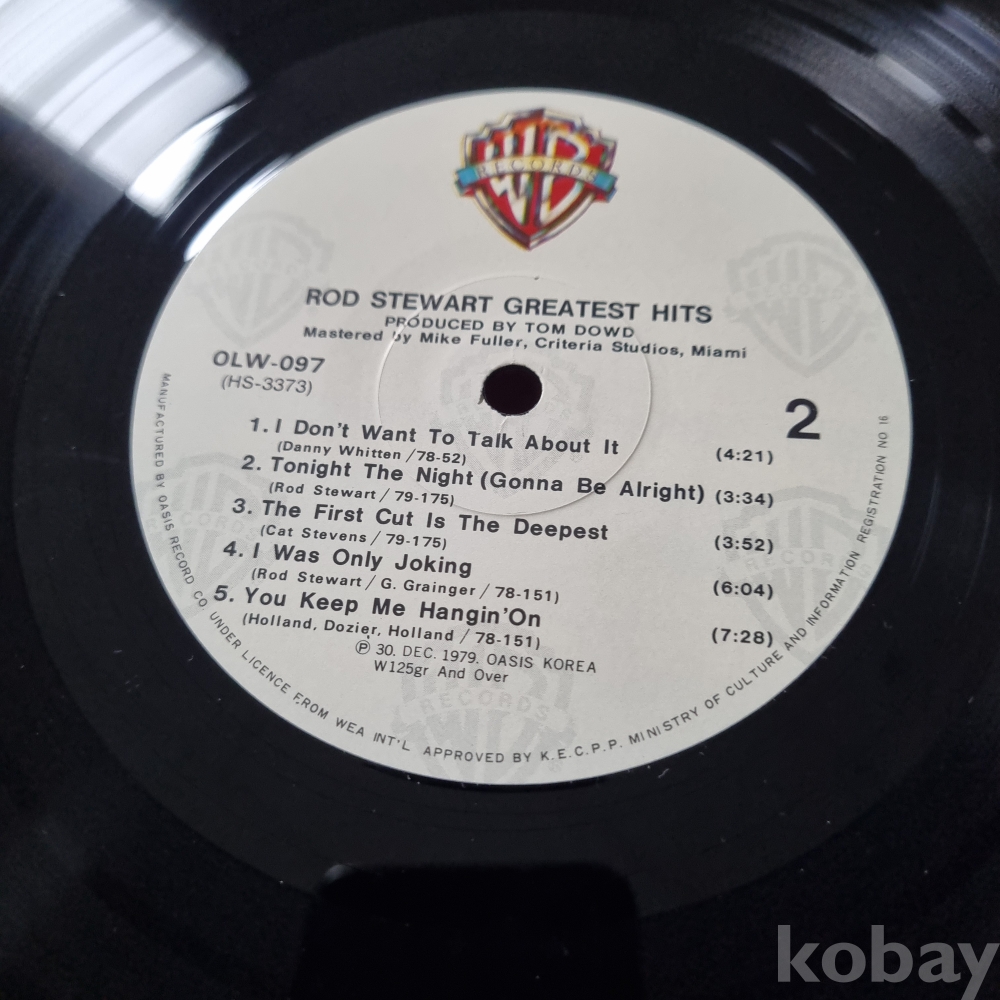 WB
RECORDS
ROD STEWART GREATEST HITS
PRODUCED BY TOM DOWD
Mastered by Mike Fuller, Criteria Studios, Miami
OLW-097
(HS-3373)
2
1. I Don't Want To Talk About It (4:21)
(Danny Whitten /78-52)
2. Tonight The Night (Gonna Be Alright) (3:34)
(Rod Stewart / 79-175)
3. The First Cut Is The Deepest (3:52)
(Cat Stevens / 79-175)
4. I Was Only Joking (6:04)
(Rod Stewart / G. Grainger / 78-151)
5. You Keep Me Hangin'On (7:28)
(Holland, Dozier, Holland / 78-151)
℗ 30. DEC. 1979. OASIS KOREA
W125gr And Over
MANUFACTURED BY OASIS RECORD CO. UNDER LICENCE FROM WEA INT'L APPROVED BY K.E.C.P.P. MINISTRY OF CULTURE AND INFORMATION REGISTRATION NO 16
kobay